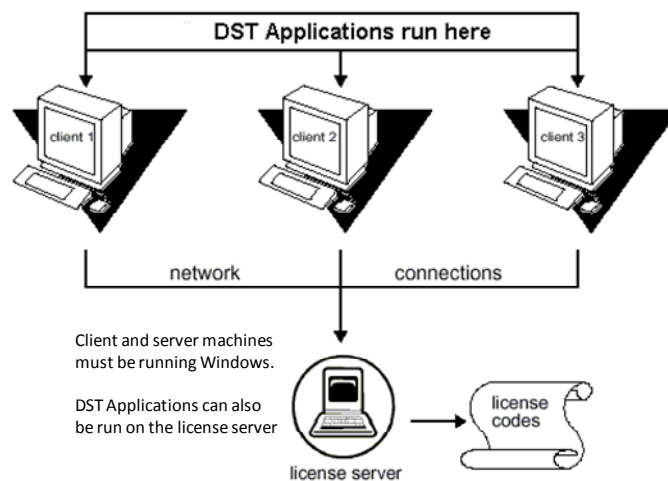 DST Applications run here
client 1
client 2
client 3
network
connections
Client and server machines
must be running Windows.
DST Applications can also
be run on the license server
license
codes
license server